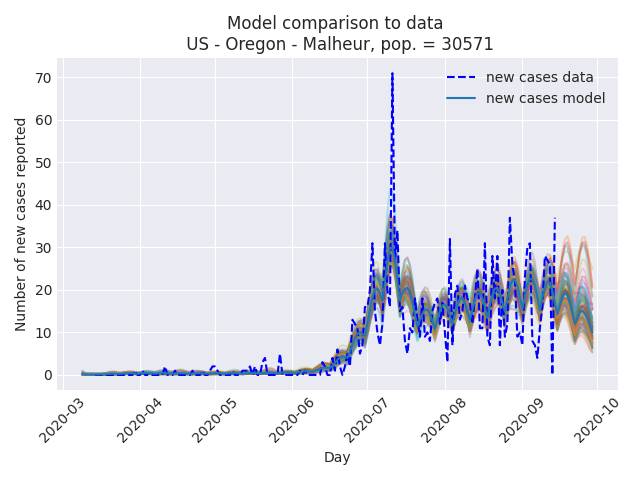 Model comparison to data
US - Oregon - Malheur, pop. = 30571
new cases data
new cases model
Number of new cases reported
70
60
50
40
30
20
10
0
2020-03
2020-04
2020-05
2020-06
2020-07
2020-08
2020-09
2020-10
Day